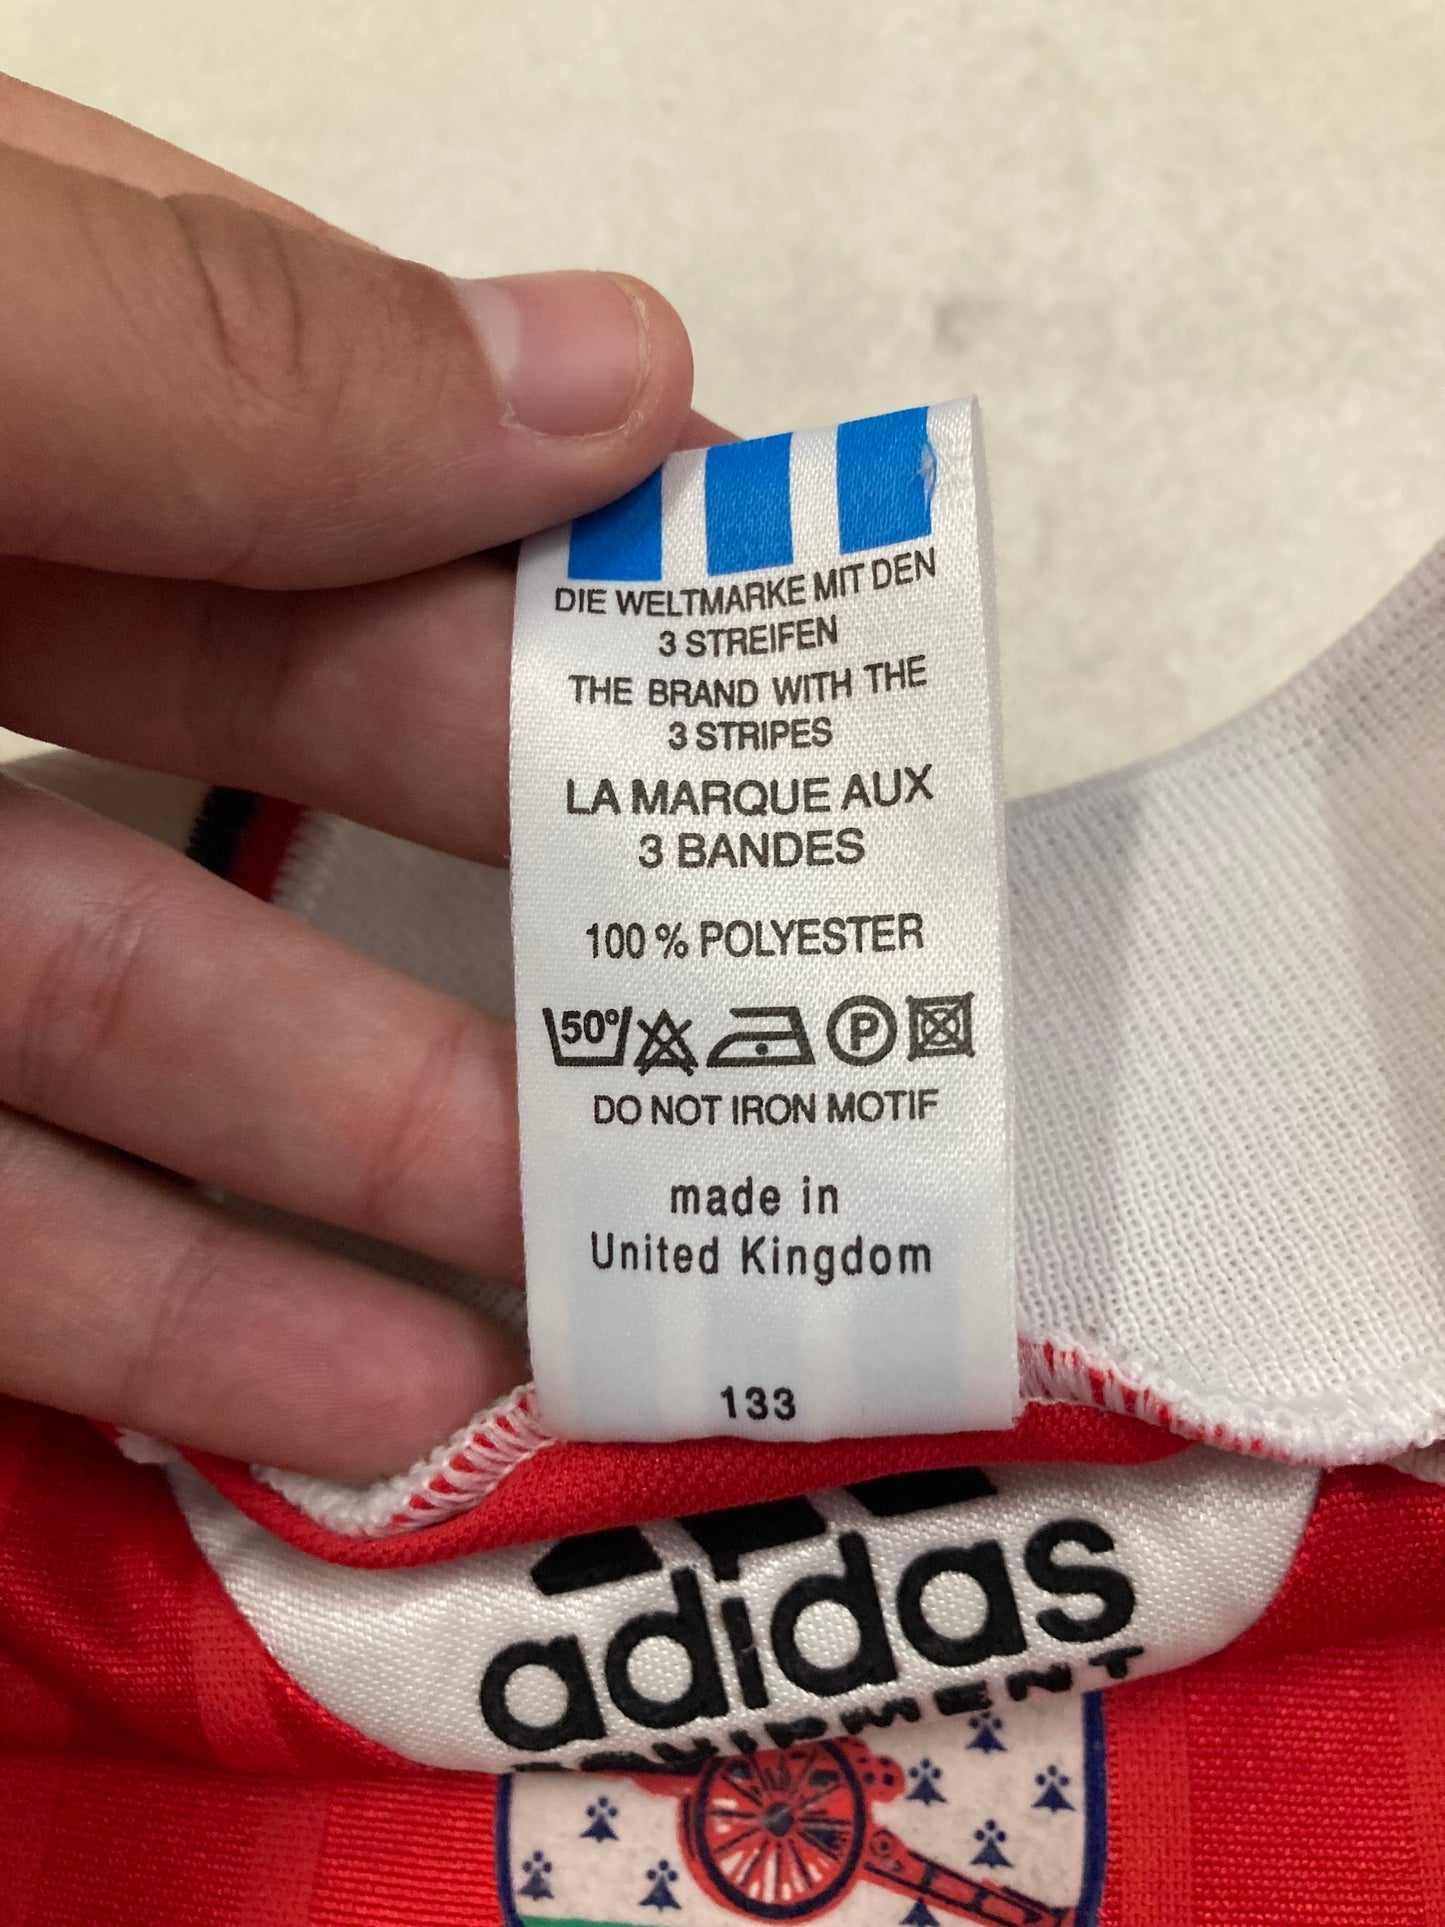 DIE WELTMARKE MIT DEN
3 STREIFEN
THE BRAND WITH THE
3 STRIPES
LA MARQUE AUX
3 BANDES
100 % POLYESTER
50° P
DO NOT IRON MOTIF
made in
United Kingdom
133
adidas
EQUIPMENT